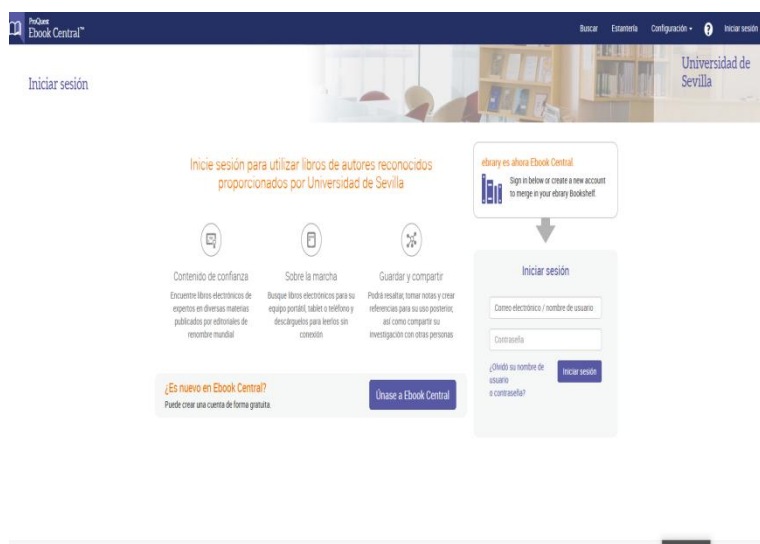 ProQuest
Ebook Central™
Buscar
Estantería
Configuración
?
Iniciar sesión
Iniciar sesión
Universidad de
Sevilla
Inicie sesión para utilizar libros de autores reconocidos
proporcionados por Universidad de Sevilla
Contenido de confianza
Encuentre libros electrónicos de
expertos en diversas materias
publicados por editoriales de
renombre mundial
Sobre la marcha
Busque libros electrónicos para su
equipo portátil, tablet o teléfono y
descárguelos para leerlos sin
conexión
Guardar y compartir
Podrá resaltar, tomar notas y crear
referencias para su uso posterior,
así como compartir su
investigación con otras personas
¿Es nuevo en Ebook Central?
Puede crear una cuenta de forma gratuita.
Únase a Ebook Central
ebrary es ahora Ebook Central.
Sign in below or create a new account
to merge in your ebrary Bookshelf.
Iniciar sesión
Correo electrónico / nombre de usuario
Contraseña
¿Olvidó su nombre de
usuario
o contraseña?
Iniciar sesión